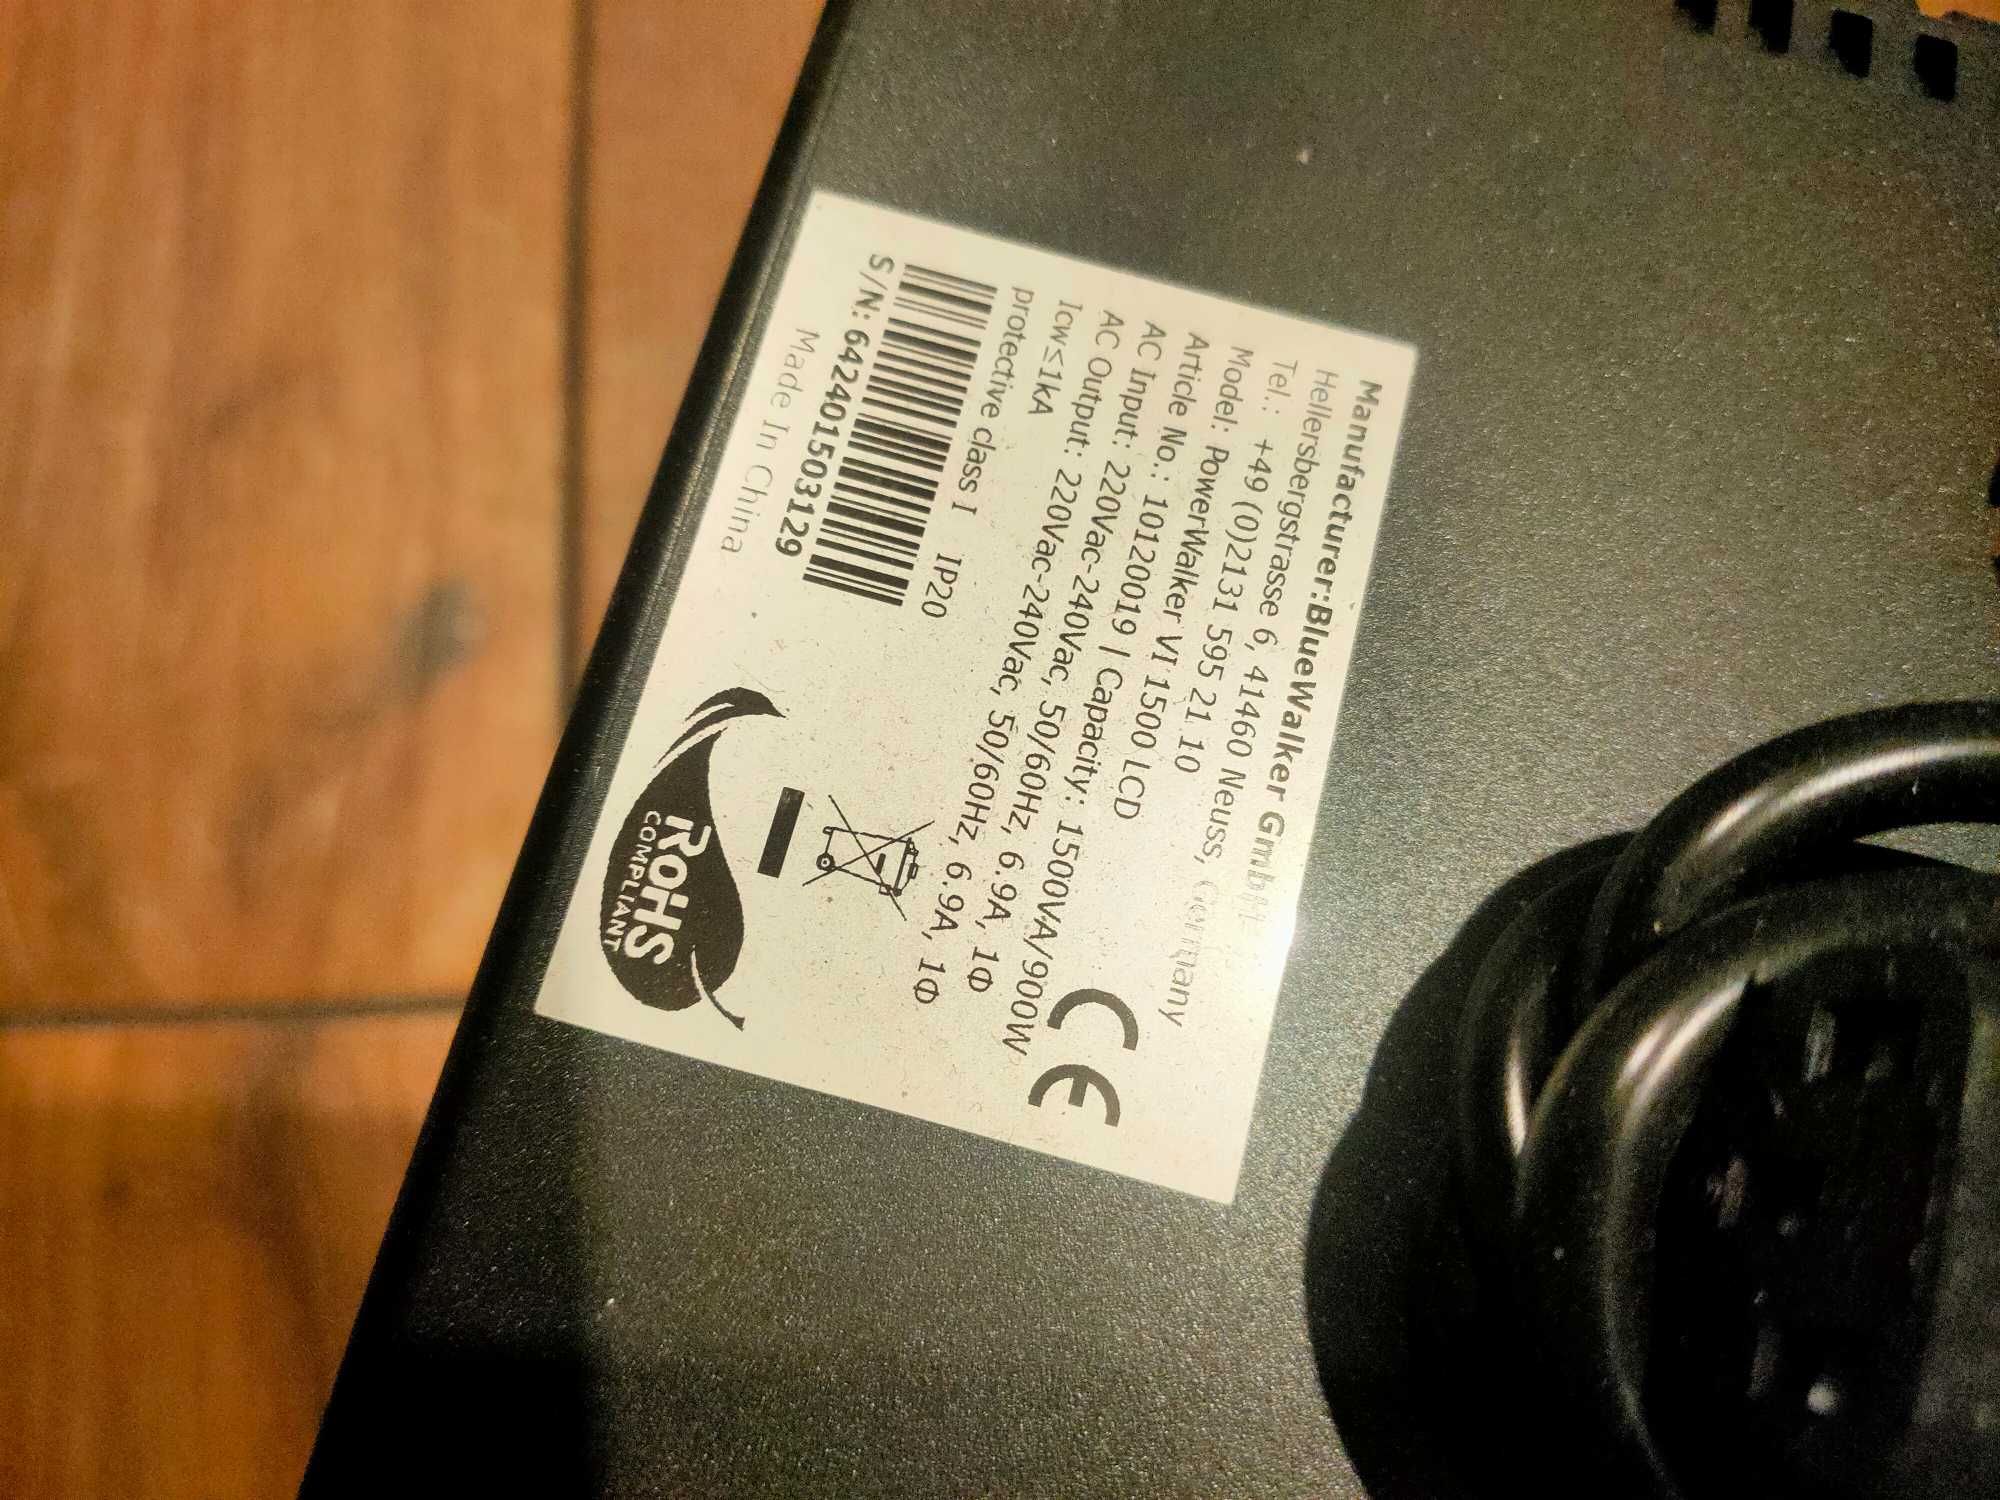 Manufacturer:BlueWalker GmbH
Hellersbergstrasse 6, 41460 Neuss, Germany
Tel.: +49 (0)2131 595 21 10
Model: PowerWalker VI 1500 LCD
Article No.: 10120019 | Capacity: 1500VA/900W
AC Input: 220Vac-240Vac, 50/60Hz, 6.9A, 1Φ
AC Output: 220Vac-240Vac, 50/60Hz, 6.9A, 1Φ
Icw≤1kA
protective class I IP20
S/N: 642401503129
Made In China
CE
RoHS
COMPLIANT